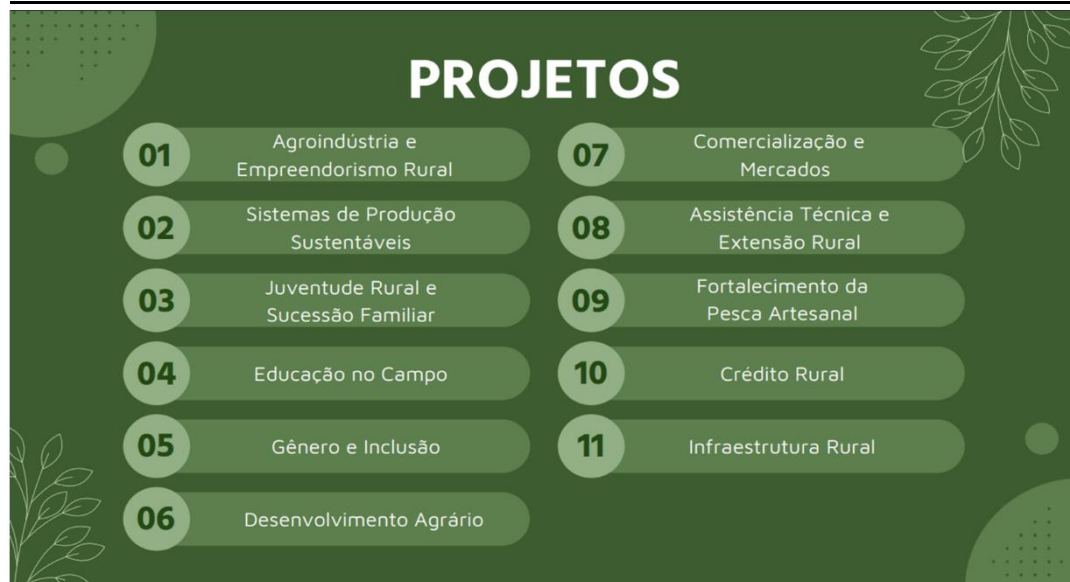 PROJETOS
01
Agroindústria e
Empreendorismo Rural
02
Sistemas de Produção
Sustentáveis
03
Juventude Rural e
Sucessão Familiar
04
Educação no Campo
05
Gênero e Inclusão
06
Desenvolvimento Agrário
07
Comercialização e
Mercados
08
Assistência Técnica e
Extensão Rural
09
Fortalecimento da
Pesca Artesanal
10
Crédito Rural
11
Infraestrutura Rural